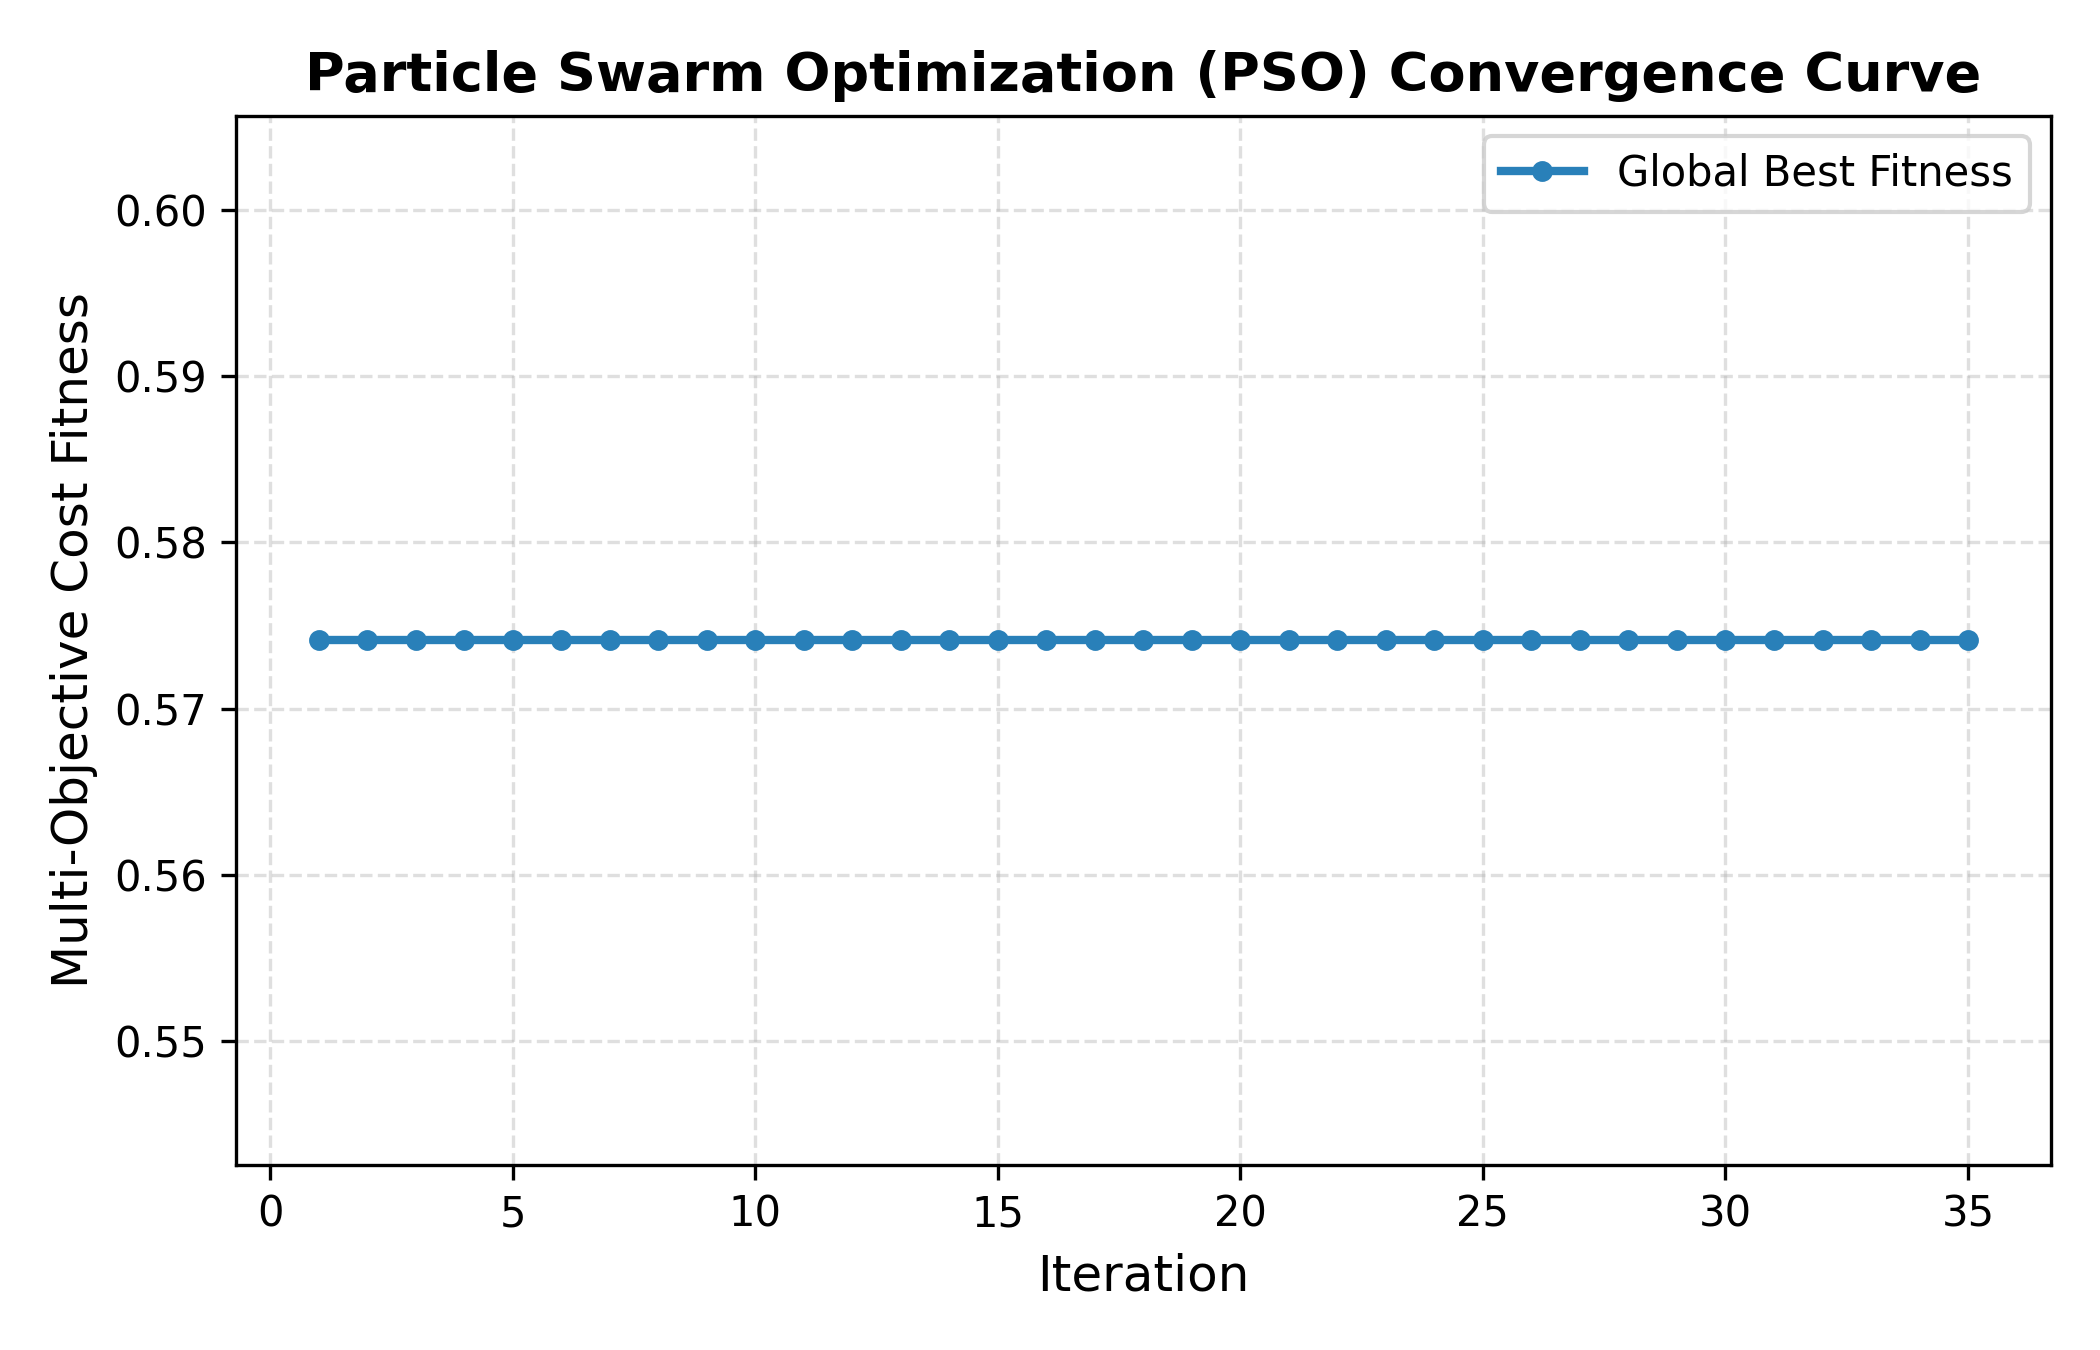 Particle Swarm Optimization (PSO) Convergence Curve
Global Best Fitness
Multi-Objective Cost Fitness
0.60
0.59
0.58
0.57
0.56
0.55
0 5 10 15 20 25 30 35
Iteration